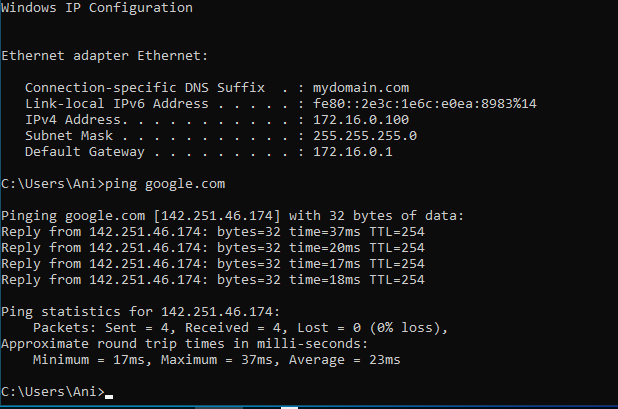 Windows IP Configuration
Ethernet adapter Ethernet:
   Connection-specific DNS Suffix  . : mydomain.com
   Link-local IPv6 Address . . . . . : fe80::2e3c:1e6c:e0ea:8983%14
   IPv4 Address. . . . . . . . . . . : 172.16.0.100
   Subnet Mask . . . . . . . . . . . : 255.255.255.0
   Default Gateway . . . . . . . . . : 172.16.0.1
C:\Users\Ani>ping google.com
Pinging google.com [142.251.46.174] with 32 bytes of data:
Reply from 142.251.46.174: bytes=32 time=37ms TTL=254
Reply from 142.251.46.174: bytes=32 time=20ms TTL=254
Reply from 142.251.46.174: bytes=32 time=17ms TTL=254
Reply from 142.251.46.174: bytes=32 time=18ms TTL=254
Ping statistics for 142.251.46.174:
    Packets: Sent = 4, Received = 4, Lost = 0 (0% loss),
Approximate round trip times in milli-seconds:
    Minimum = 17ms, Maximum = 37ms, Average = 23ms
C:\Users\Ani>